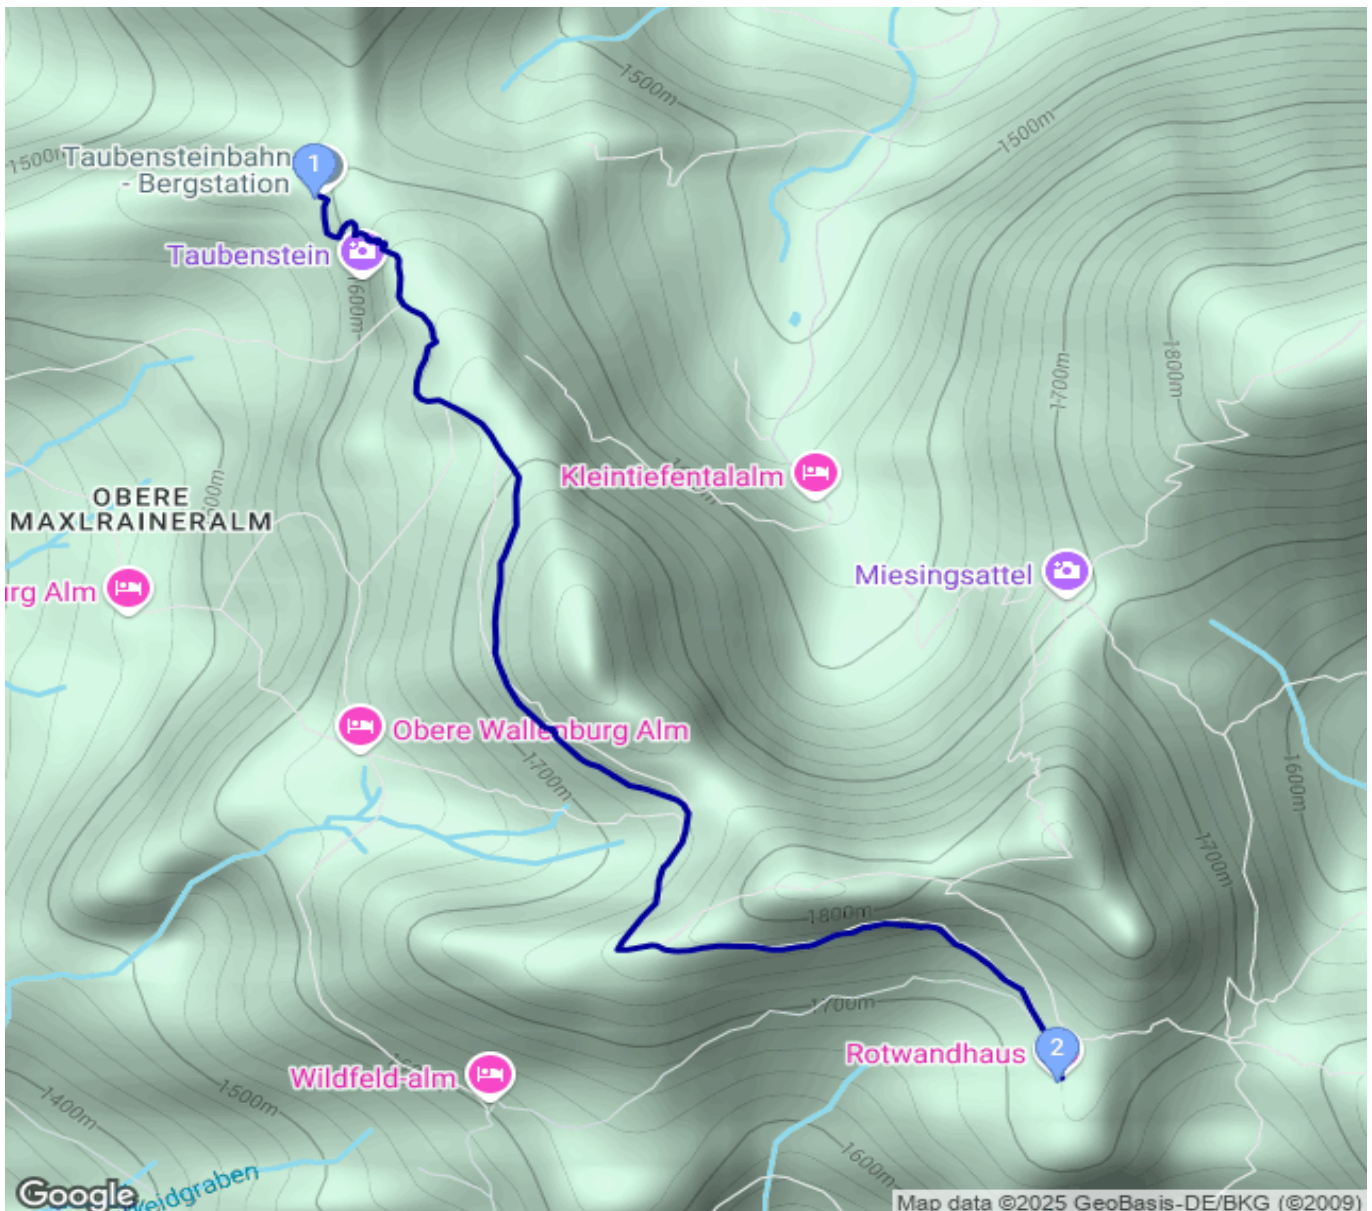 1500m
1500m
1500m
Taubensteinbahn
- Bergstation
1
Taubenstein
1600m
1700m
1800m
Kleintiefentalalm
OBERE
MAXLRAINERALM
Miesingsattel
urg Alm
Obere Wallenburg Alm
1700m
1600m
1700m
1800m
1700m
Rotwandhaus
2
Wildfeld-alm
1500m
1400m
1600m
Weidgraben
Google
Map data ©2025 GeoBasis-DE/BKG (©2009)